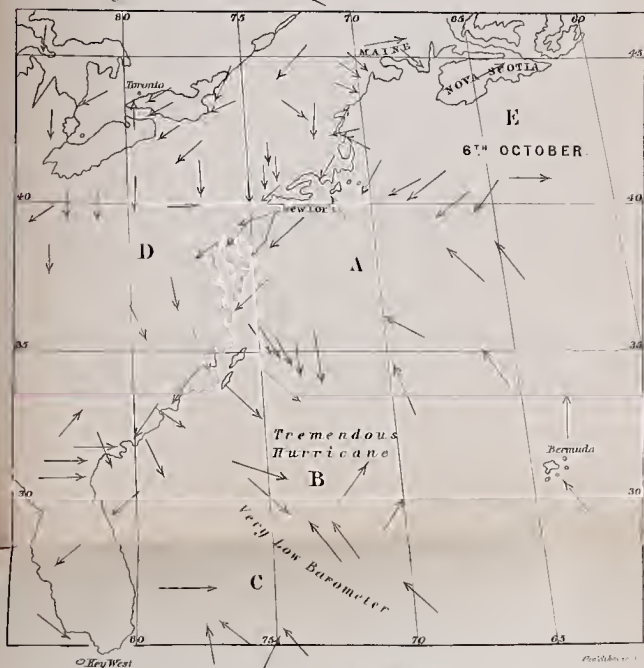 80 75 70 65 60
45
MAINE
NOVA SCOTIA
Toronto
E
6TH OCTOBER
40 40
New York
D A
35 35
Tremendous
Hurricane
B
Bermuda
30 30
Very Low Barometer
C
80 75 70 65
Key West